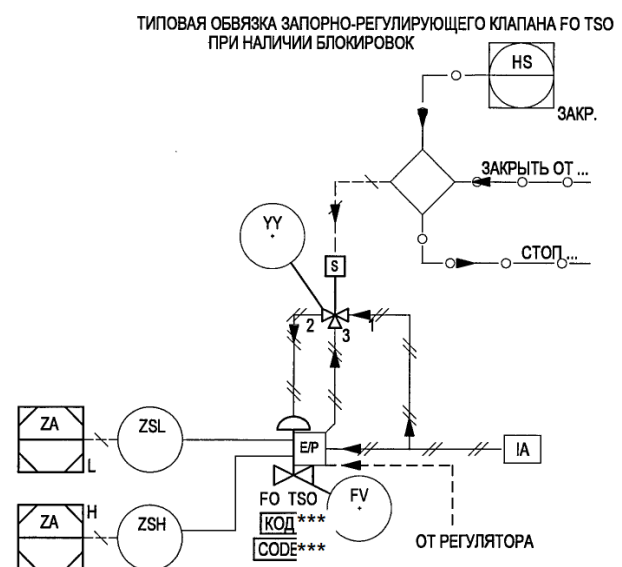 ТИПОВАЯ ОБВЯЗКА ЗАПОРНО-РЕГУЛИРУЮЩЕГО КЛАПАНА FO TSO
ПРИ НАЛИЧИИ БЛОКИРОВОК
HS
ЗАКР.
ЗАКРЫТЬ ОТ ...
СТОП ...
YY
S
2
3
1
ZA
L
ZSL
E/P
IA
ZA
H
ZSH
FO TSO
FV
КОД***
CODE***
ОТ РЕГУЛЯТОРА